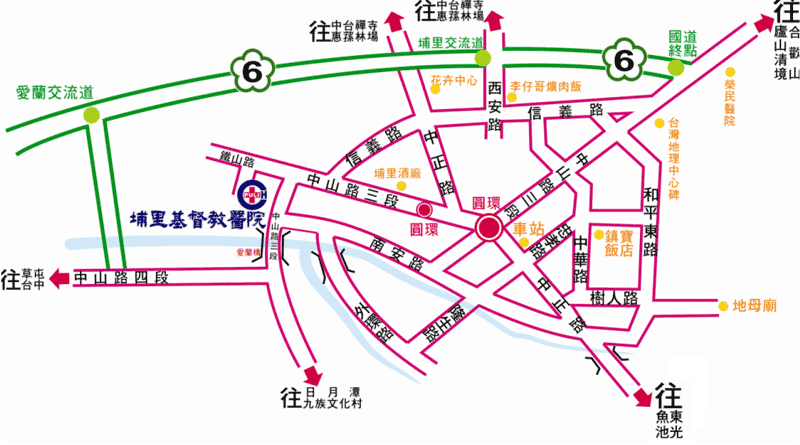 往中台禪寺
惠蓀林場
往中台禪寺
惠蓀林場
往合歡山
廬山清境
埔里交流道
國道終點
6
6
愛蘭交流道
花卉中心
李仔哥爌肉飯
西安路
信義路
榮民醫院
台灣地理中心碑
信義路
中正路
鐵山路
中山路三段
埔里酒廠
中山路三段
圓環
圓環
和平東路
埔里基督教醫院
中山路三段
愛蘭橋
南安路
車站
忠孝路
中華路
鎮寶飯店
往草屯
台中
中山路四段
樹人路
地母廟
中正路
外環路
隆生路
往日月潭
九族文化村
往東光
魚池